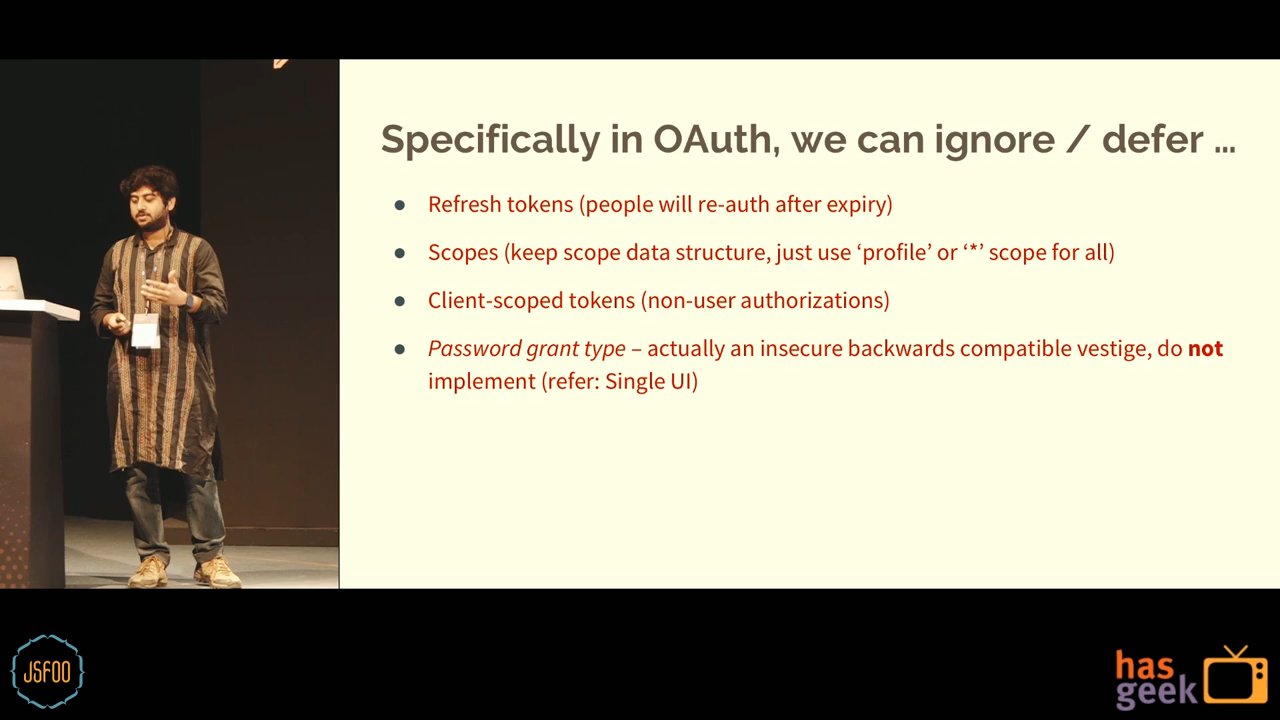 Specifically in OAuth, we can ignore / defer ...
● Refresh tokens (people will re-auth after expiry)
● Scopes (keep scope data structure, just use ‘profile’ or ‘*’ scope for all)
● Client-scoped tokens (non-user authorizations)
● Password grant type – actually an insecure backwards compatible vestige, do not
implement (refer: Single UI)
JSFOO
has
geek